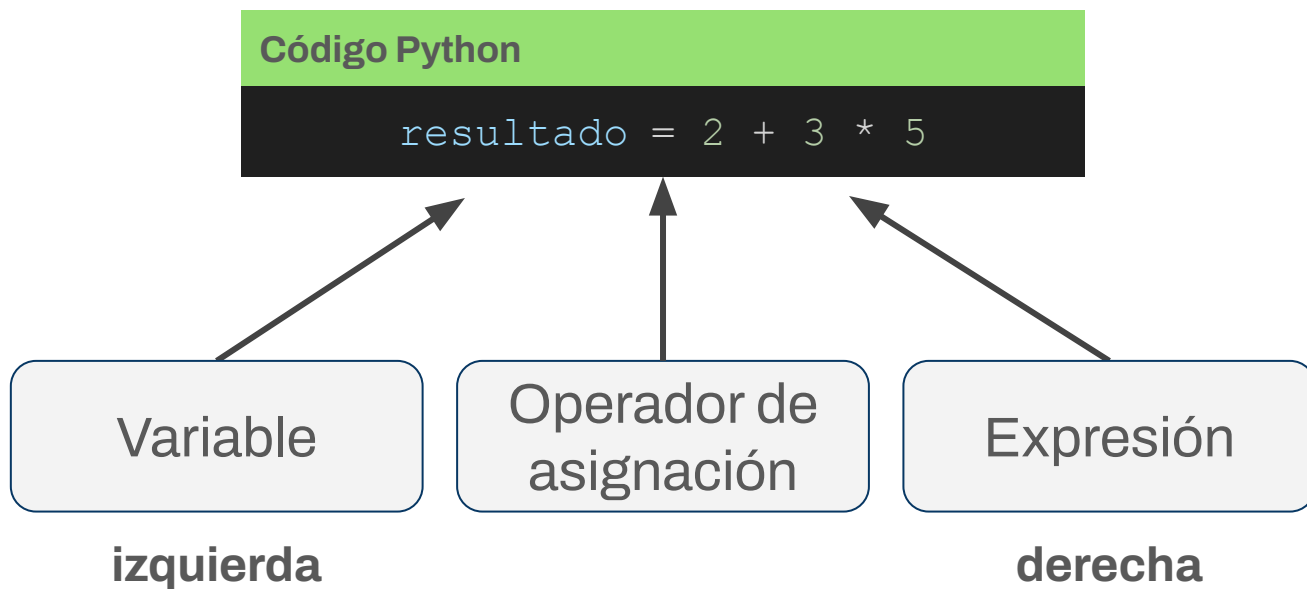 Código Python
resultado = 2 + 3 * 5
Variable
Operador de
asignación
Expresión
izquierda
derecha